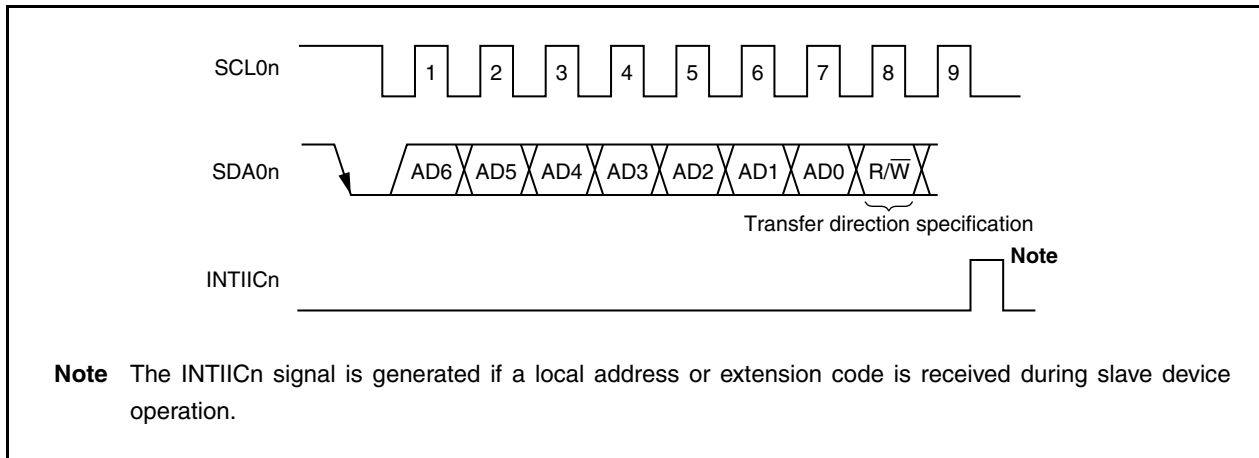 SCL0n 1 2 3 4 5 6 7 8 9
SDA0n AD6 AD5 AD4 AD3 AD2 AD1 AD0 R/W̅
Transfer direction specification
Note
INTIICn
Note The INTIICn signal is generated if a local address or extension code is received during slave device
operation.